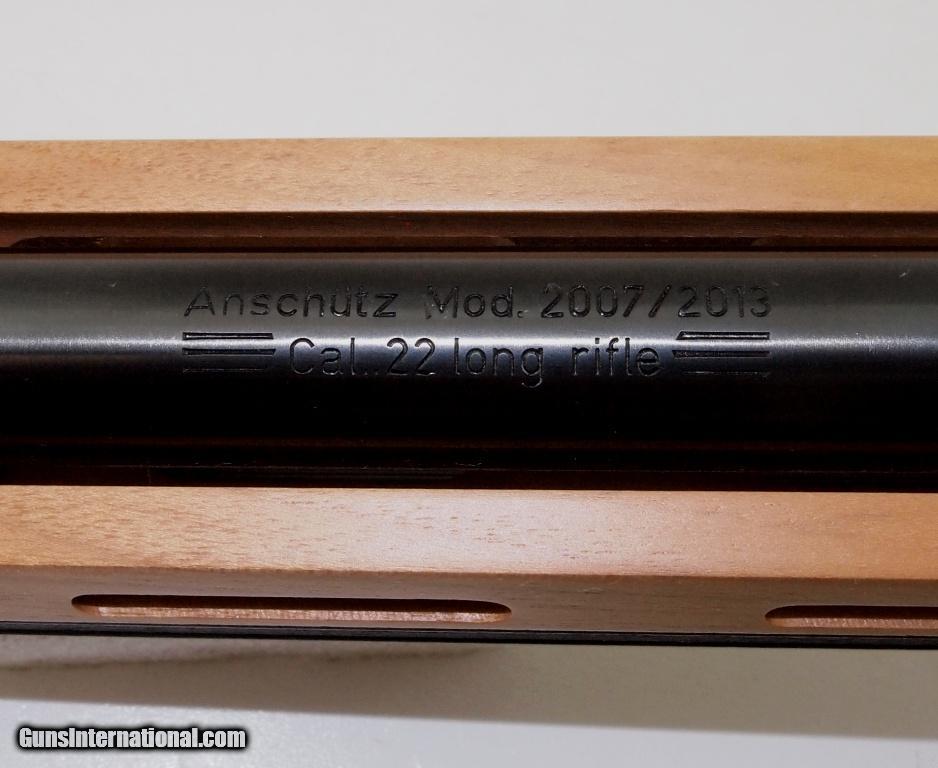 Anschütz Mod. 2007/2013
Cal. .22 long rifle
GunsInternational.com